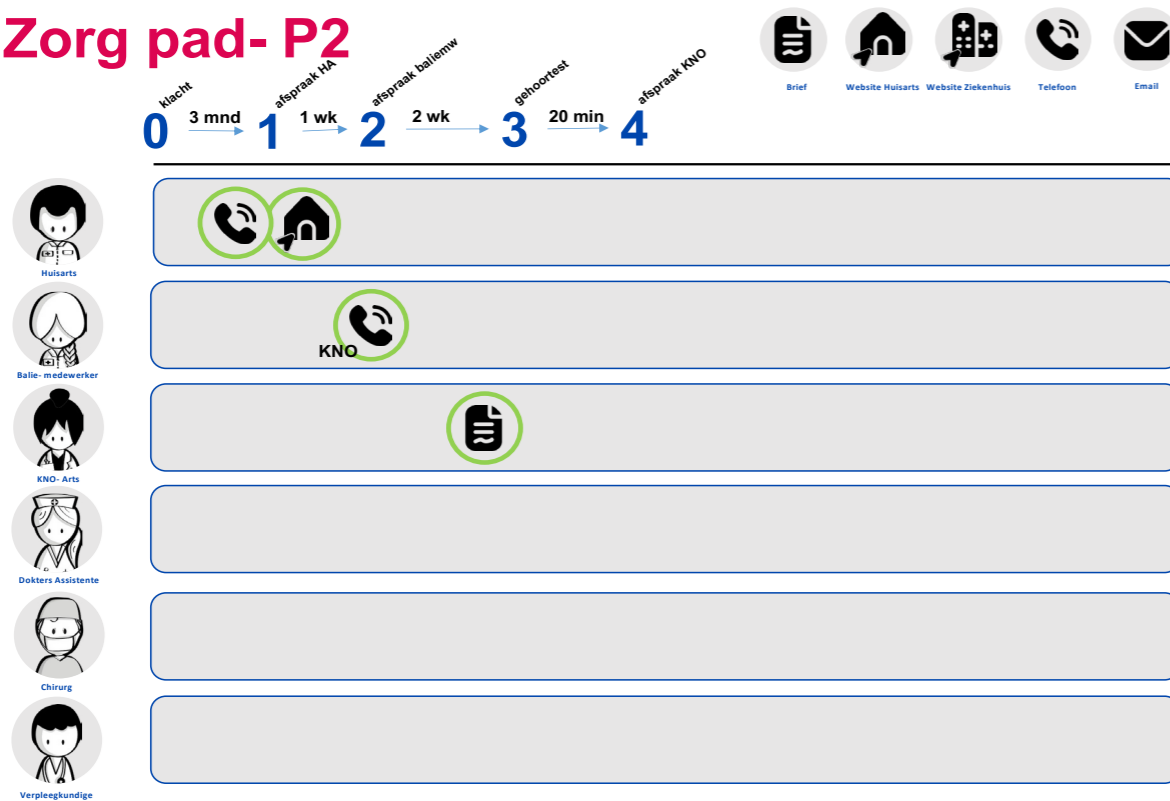 Zorg pad- P2
Brief
Website Huisarts
Website Ziekenhuis
Telefoon
Email
klacht
afspraak HA
afspraak baliemw
gehoortest
afspraak KNO
0 3 mnd 1 1 wk 2 2 wk 3 20 min 4
Huisarts
KNO
Balie- medewerker
KNO- Arts
Dokters Assistente
Chirurg
Verpleegkundige